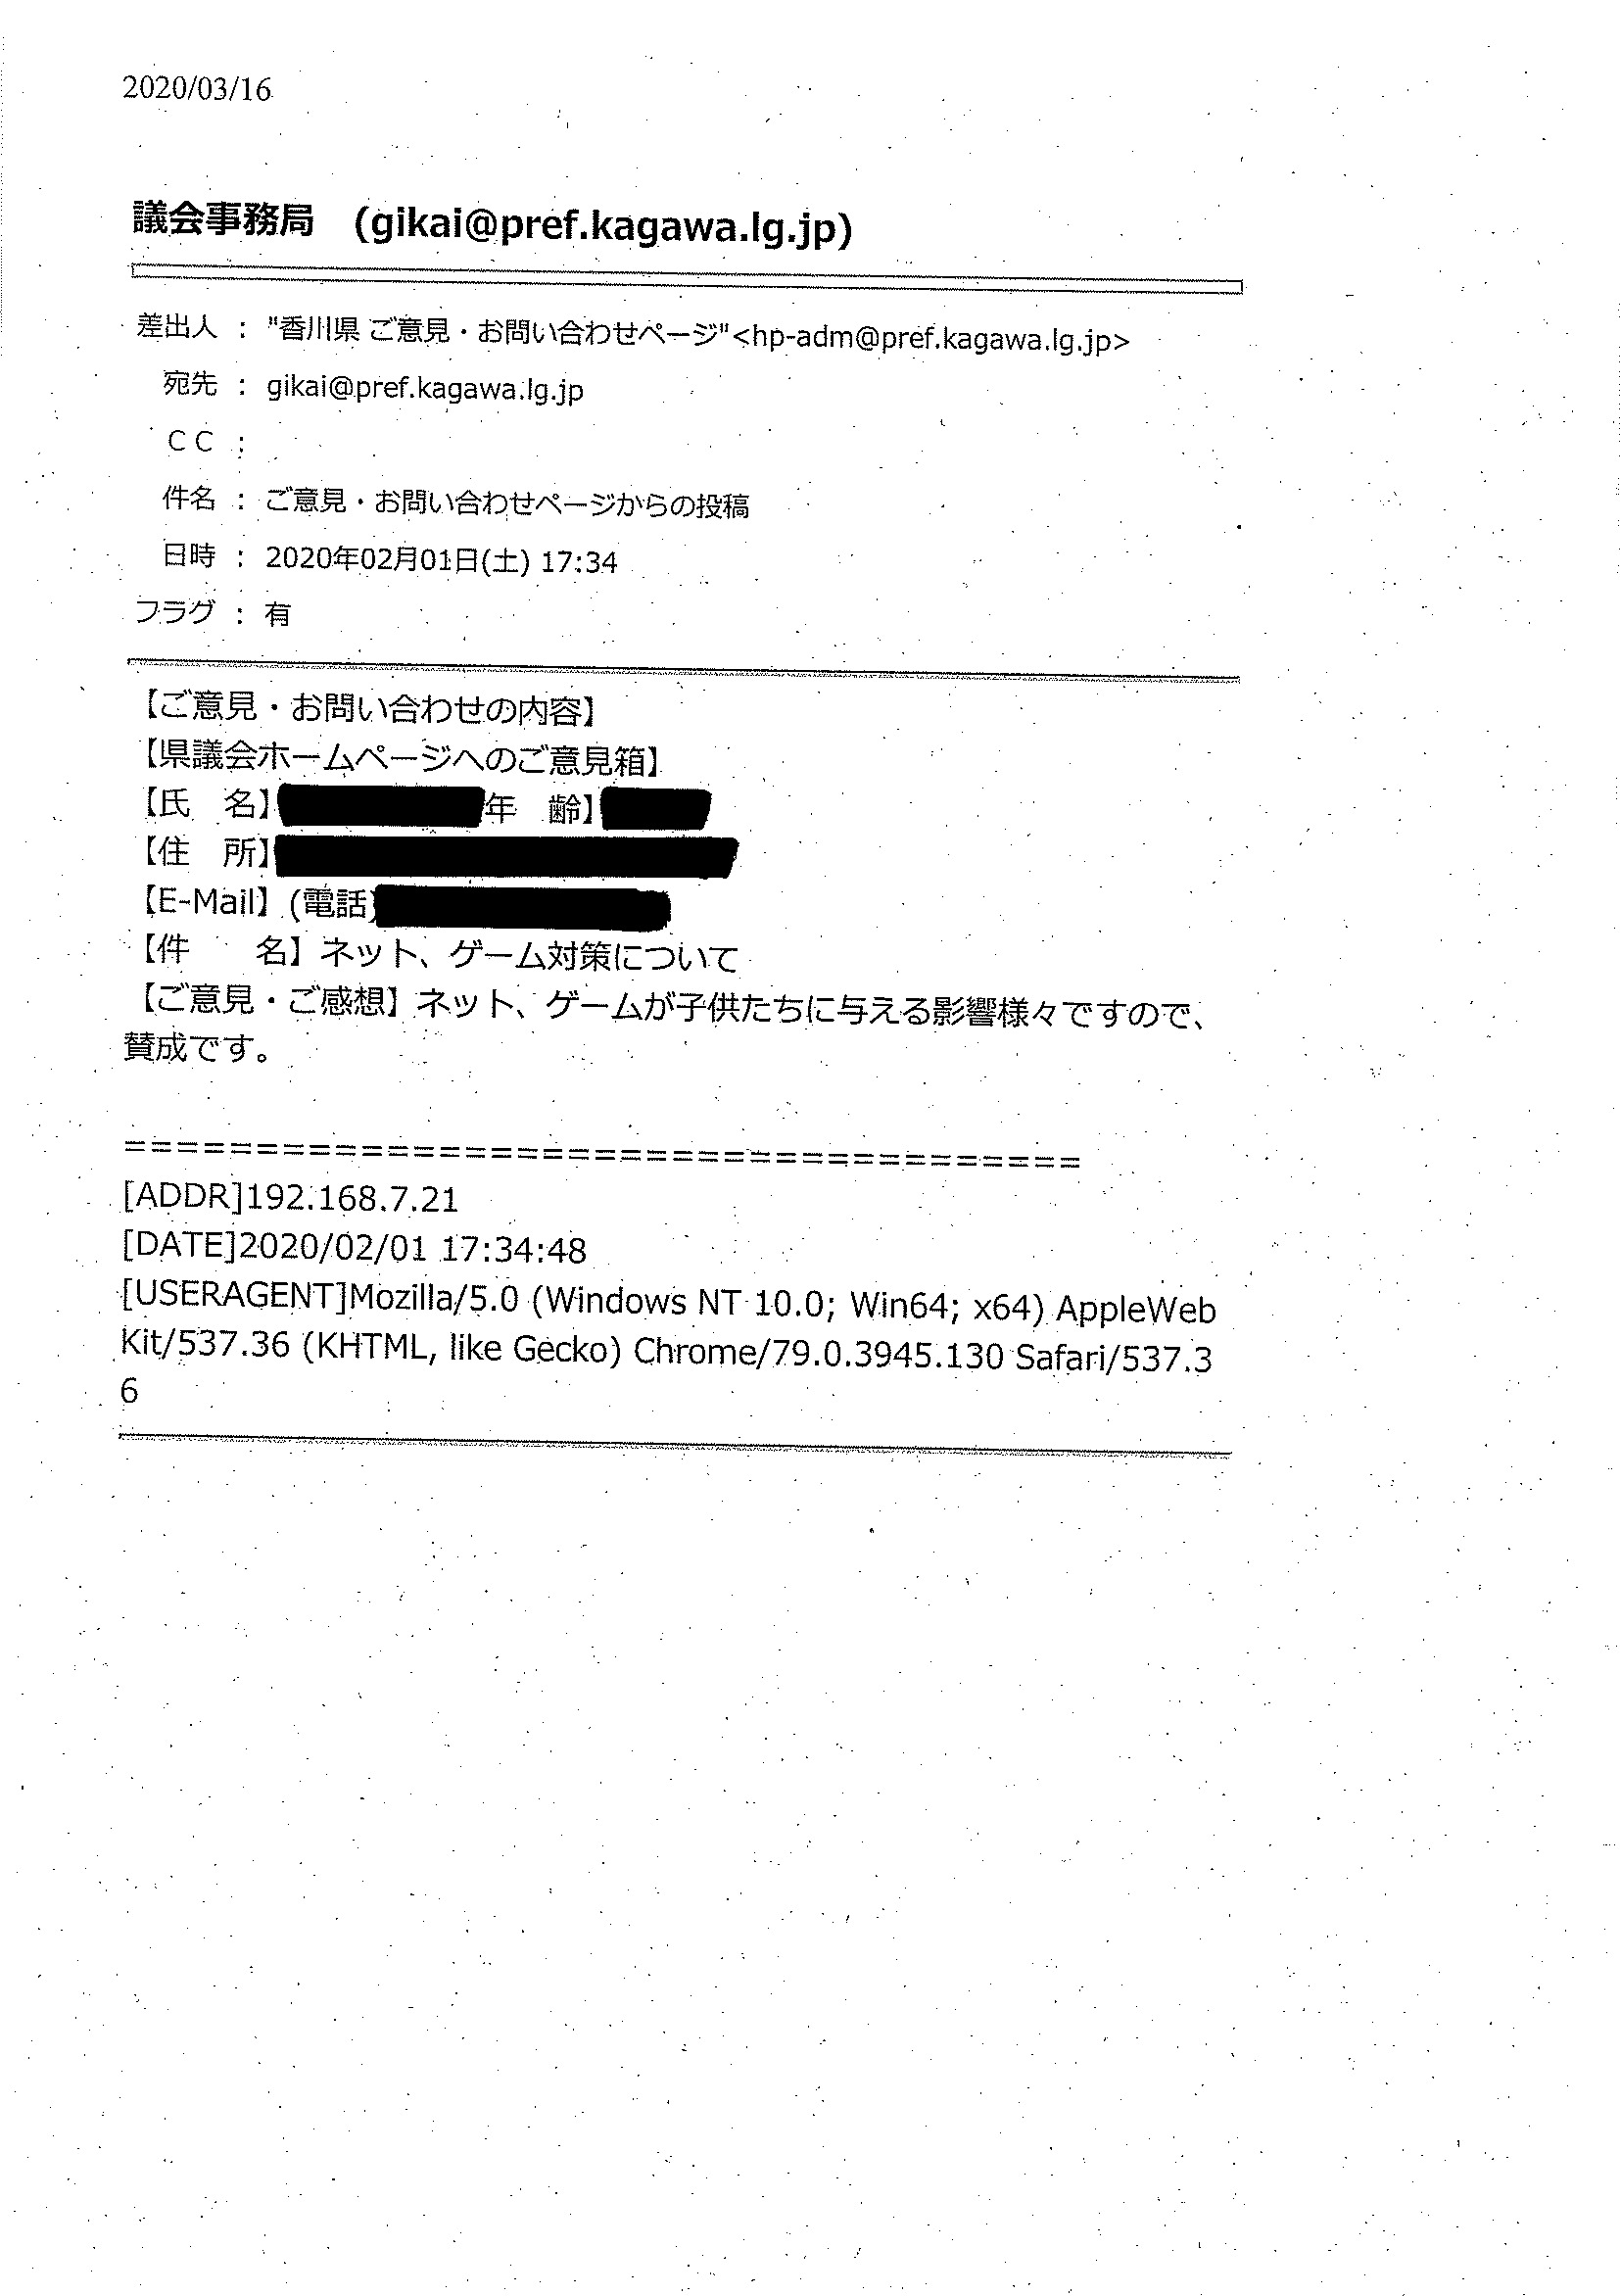 2020/03/16
議会事務局　(gikai@pref.kagawa.lg.jp)
差出人 : "香川県 ご意見・お問い合わせページ"<hp-adm@pref.kagawa.lg.jp>
宛先 : gikai@pref.kagawa.lg.jp
CC :
件名 : ご意見・お問い合わせページからの投稿
日時 : 2020年02月01日(土) 17:34
フラグ : 有
【ご意見・お問い合わせの内容】
【県議会ホームページへのご意見箱】
【氏　名】年　齢】
【住　所】
【E-Mail】(電話)
【件　　名】ネット、ゲーム対策について
【ご意見・ご感想】ネット、ゲームが子供たちに与える影響様々ですので、
賛成です。
=====================================
[ADDR]192.168.7.21
[DATE]2020/02/01 17:34:48
[USERAGENT]Mozilla/5.0 (Windows NT 10.0; Win64; x64) AppleWeb
Kit/537.36 (KHTML, like Gecko) Chrome/79.0.3945.130 Safari/537.3
6